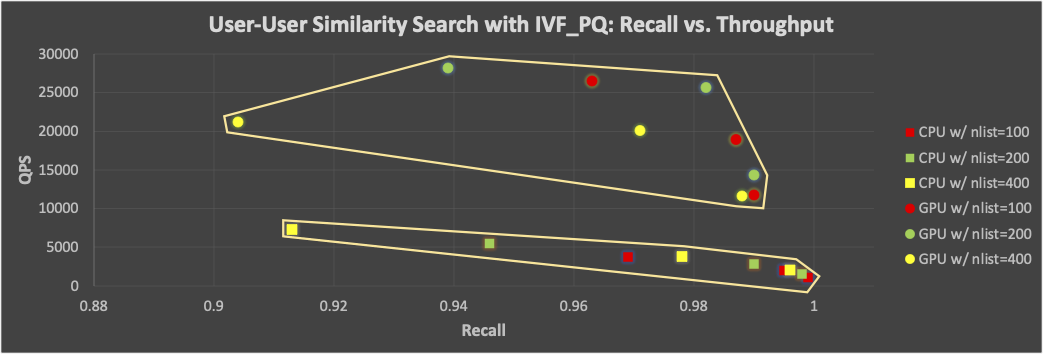 User-User Similarity Search with IVF_PQ: Recall vs. Throughput
30000
25000
20000
15000
10000
5000
0
QPS
0.88 0.9 0.92 0.94 0.96 0.98 1
Recall
CPU w/ nlist=100
CPU w/ nlist=200
CPU w/ nlist=400
GPU w/ nlist=100
GPU w/ nlist=200
GPU w/ nlist=400